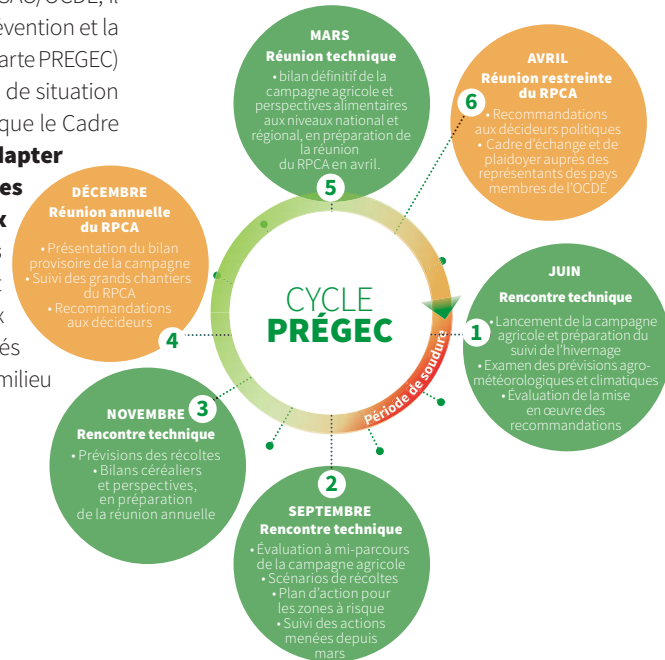 CAO/OCDE, il
évention et la
arte PREGEC)
de situation
que le Cadre
dapter
es
x
CYCLE
PRÉGEC
Période de soudure
1
JUIN
Rencontre technique
• Lancement de la campagne
agricole et préparation du
suivi de l’hivernage
• Examen des prévisions agro-
météorologiques et climatiques
• Évaluation de la mise
en œuvre des
recommandations
2
SEPTEMBRE
Rencontre technique
• Évaluation à mi-parcours
de la campagne agricole
• Scénarios de récoltes
• Plan d’action pour
les zones à risque
• Suivi des actions
menées depuis
mars
3
NOVEMBRE
Rencontre technique
• Prévisions des récoltes
• Bilans céréaliers
et perspectives,
en préparation
de la réunion annuelle
4
DÉCEMBRE
Réunion annuelle
du RPCA
• Présentation du bilan
provisoire de la campagne
• Suivi des grands chantiers
du RPCA
• Recommandations
aux décideurs
5
MARS
Réunion technique
• bilan définitif de la
campagne agricole et
perspectives alimentaires
aux niveaux national et
régional, en préparation de
la réunion
du RPCA en avril.
6
AVRIL
Réunion restreinte
du RPCA
• Recommandations
aux décideurs politiques
• Cadre d’échange et de
plaidoyer auprès des
représentants des pays
membres de l’OCDE
s
t
x
és
milieu